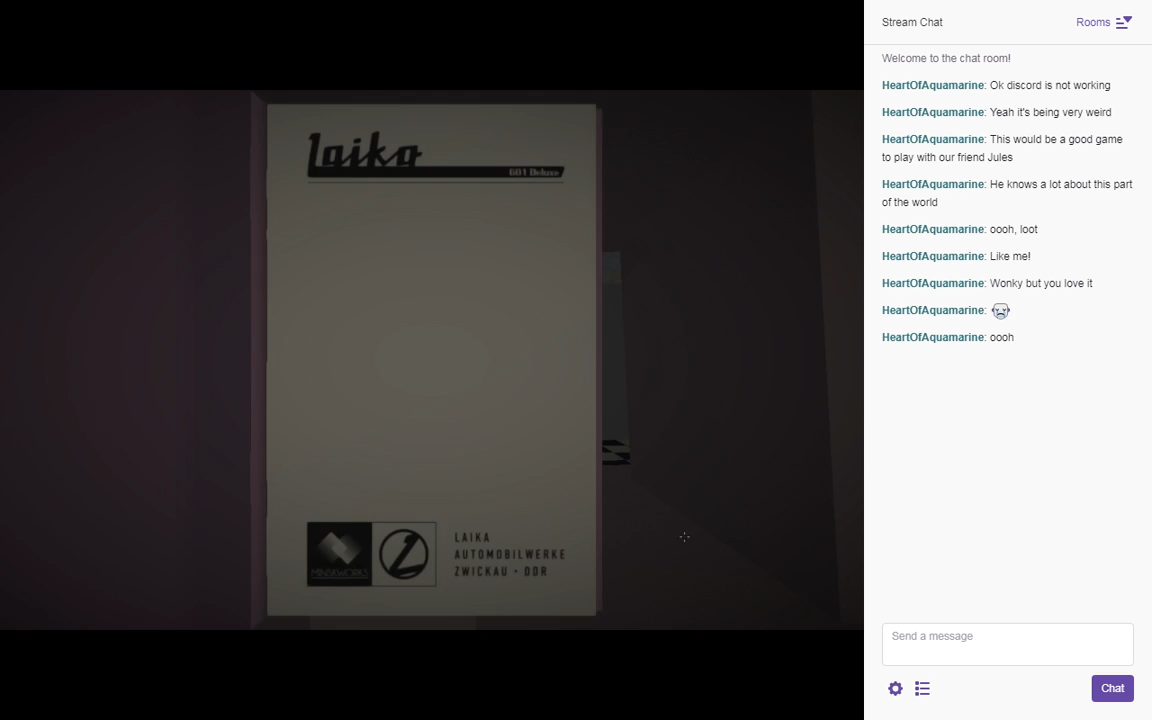 Laika
601 Deluxe
MINSKWORKS
LAIKA
AUTOMOBILWERKE
ZWICKAU · DDR
Stream Chat
Rooms
Welcome to the chat room!
HeartOfAquamarine: Ok discord is not working
HeartOfAquamarine: Yeah it's being very weird
HeartOfAquamarine: This would be a good game
to play with our friend Jules
HeartOfAquamarine: He knows a lot about this part
of the world
HeartOfAquamarine: oooh, loot
HeartOfAquamarine: Like me!
HeartOfAquamarine: Wonky but you love it
HeartOfAquamarine:
HeartOfAquamarine: oooh
Send a message
Chat